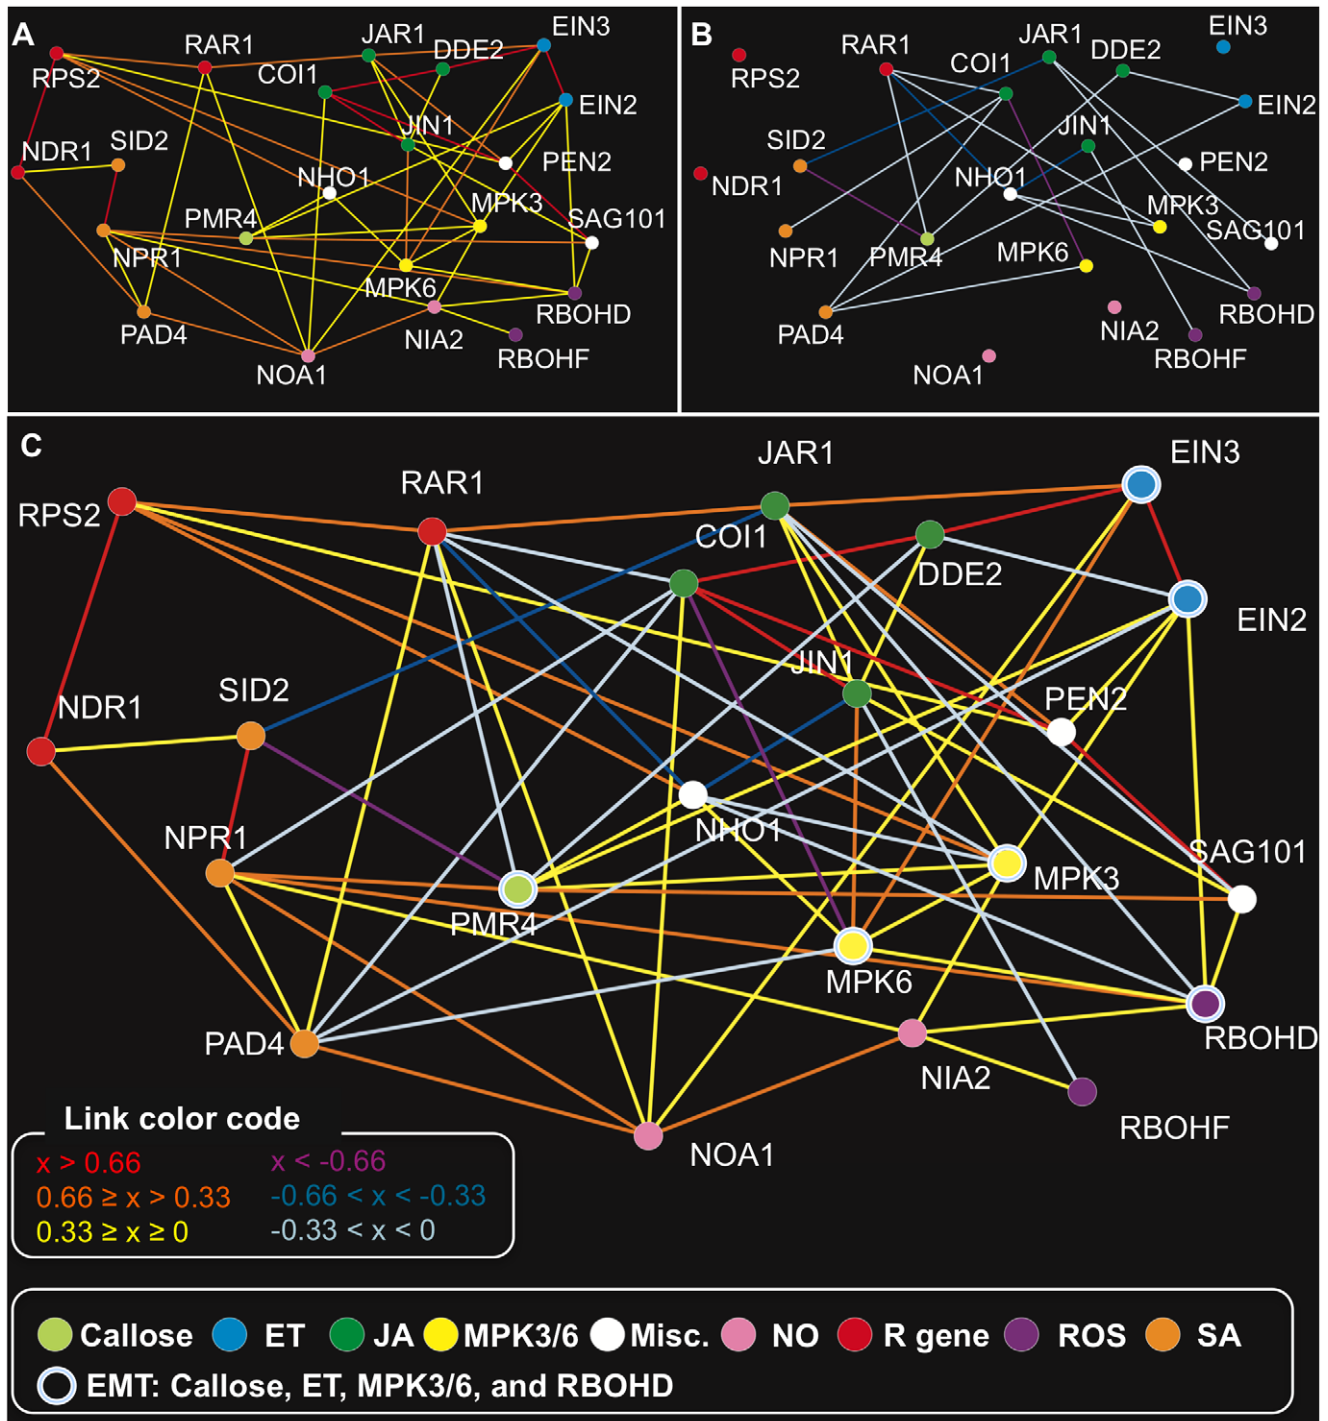 A
RPS2
RAR1
JAR1
DDE2
EIN3
COI1
EIN2
JIN1
NDR1
SID2
PEN2
NHO1
MPK3
SAG101
PMR4
NPR1
MPK6
RBOHD
PAD4
NIA2
RBOHF
NOA1
B
RPS2
RAR1
JAR1
DDE2
EIN3
COI1
EIN2
JIN1
SID2
PEN2
NDR1
NHO1
MPK3
SAG101
NPR1
PMR4
MPK6
RBOHD
PAD4
NIA2
RBOHF
NOA1
C
JAR1
EIN3
RAR1
RPS2
COI1
DDE2
EIN2
JIN1
SID2
PEN2
NDR1
NHO1
NPR1
SAG101
MPK3
PMR4
MPK6
PAD4
RBOHD
NIA2
RBOHF
NOA1
Link color code
x > 0.66 x < -0.66
0.66 ≥ x > 0.33 -0.66 < x < -0.33
0.33 ≥ x ≥ 0 -0.33 < x < 0
Callose ET JA MPK3/6 Misc. NO R gene ROS SA
EMT: Callose, ET, MPK3/6, and RBOHD